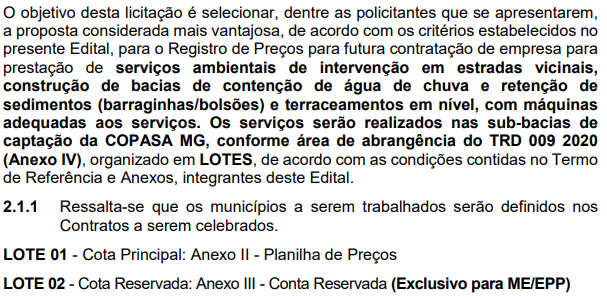 O objetivo desta licitação é selecionar, dentre as policitantes que se apresentarem,
a proposta considerada mais vantajosa, de acordo com os critérios estabelecidos no
presente Edital, para o Registro de Preços para futura contratação de empresa para
prestação de serviços ambientais de intervenção em estradas vicinais,
construção de bacias de contenção de água de chuva e retenção de
sedimentos (barraginhas/bolsões) e terraceamentos em nível, com máquinas
adequadas aos serviços. Os serviços serão realizados nas sub-bacias de
captação da COPASA MG, conforme área de abrangência do TRD 009 2020
(Anexo IV), organizado em LOTES, de acordo com as condições contidas no Termo
de Referência e Anexos, integrantes deste Edital.
2.1.1 Ressalta-se que os municípios a serem trabalhados serão definidos nos
Contratos a serem celebrados.
LOTE 01 - Cota Principal: Anexo II - Planilha de Preços
LOTE 02 - Cota Reservada: Anexo III - Conta Reservada (Exclusivo para ME/EPP)